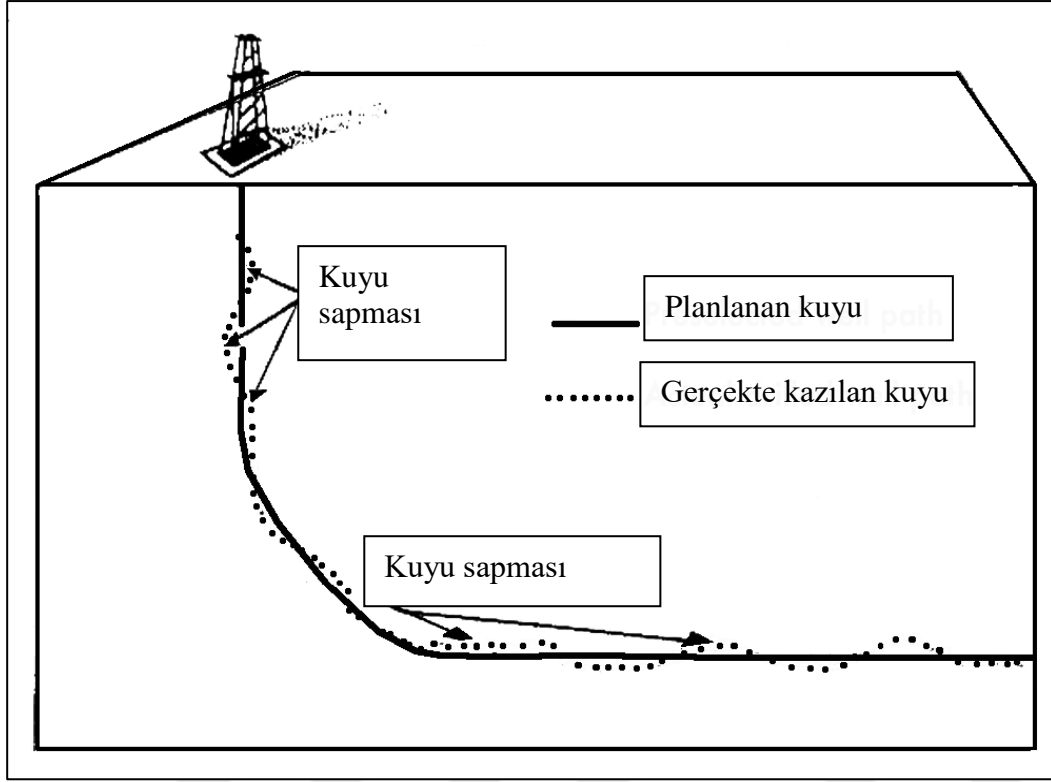 Kuyu
sapması
Planlanan kuyu
Gerçekte kazılan kuyu
Kuyu sapması